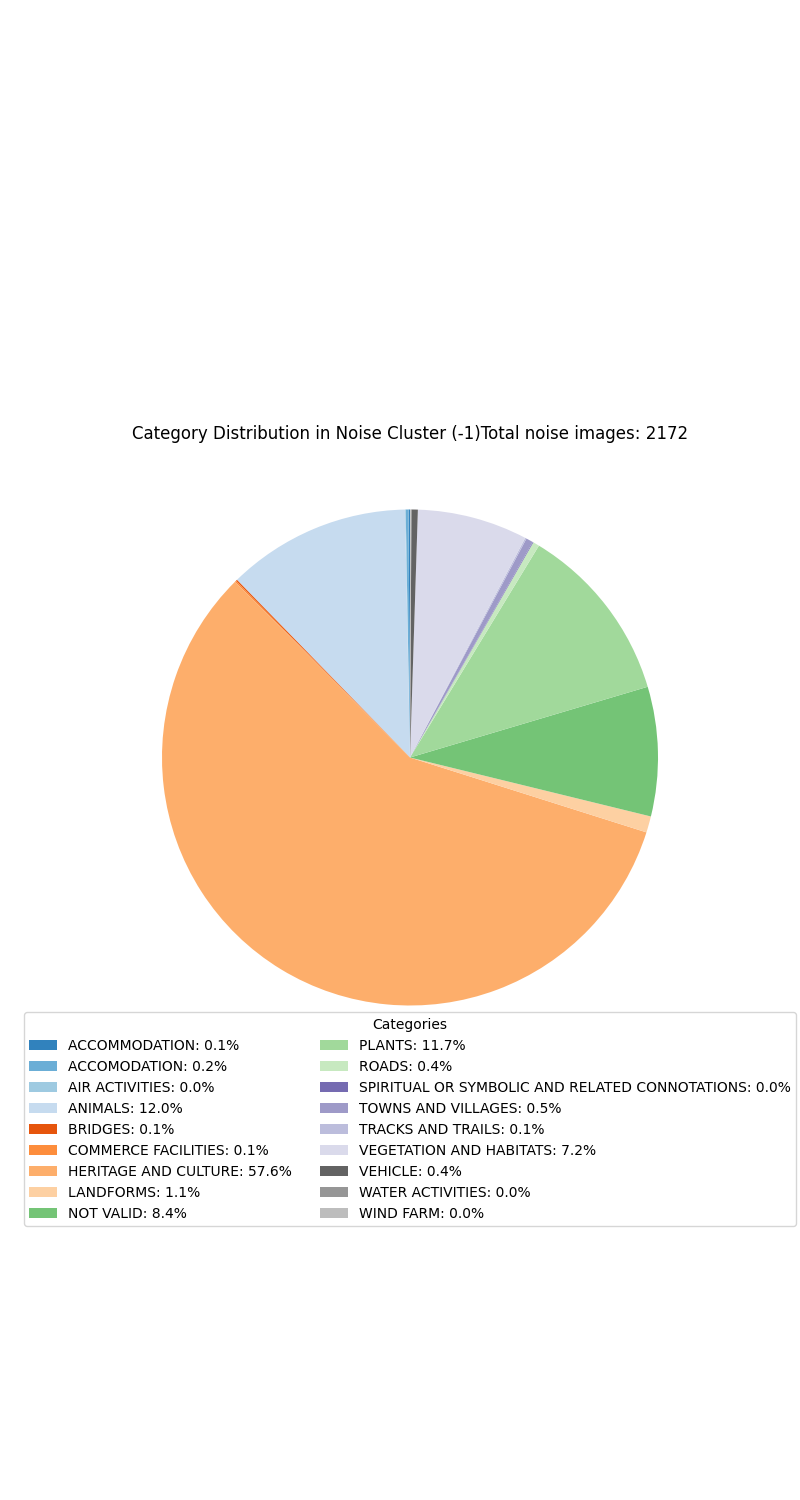 Category Distribution in Noise Cluster (-1)Total noise images: 2172
Categories
ACCOMMODATION: 0.1%
ACCOMODATION: 0.2%
AIR ACTIVITIES: 0.0%
ANIMALS: 12.0%
BRIDGES: 0.1%
COMMERCE FACILITIES: 0.1%
HERITAGE AND CULTURE: 57.6%
LANDFORMS: 1.1%
NOT VALID: 8.4%
PLANTS: 11.7%
ROADS: 0.4%
SPIRITUAL OR SYMBOLIC AND RELATED CONNOTATIONS: 0.0%
TOWNS AND VILLAGES: 0.5%
TRACKS AND TRAILS: 0.1%
VEGETATION AND HABITATS: 7.2%
VEHICLE: 0.4%
WATER ACTIVITIES: 0.0%
WIND FARM: 0.0%